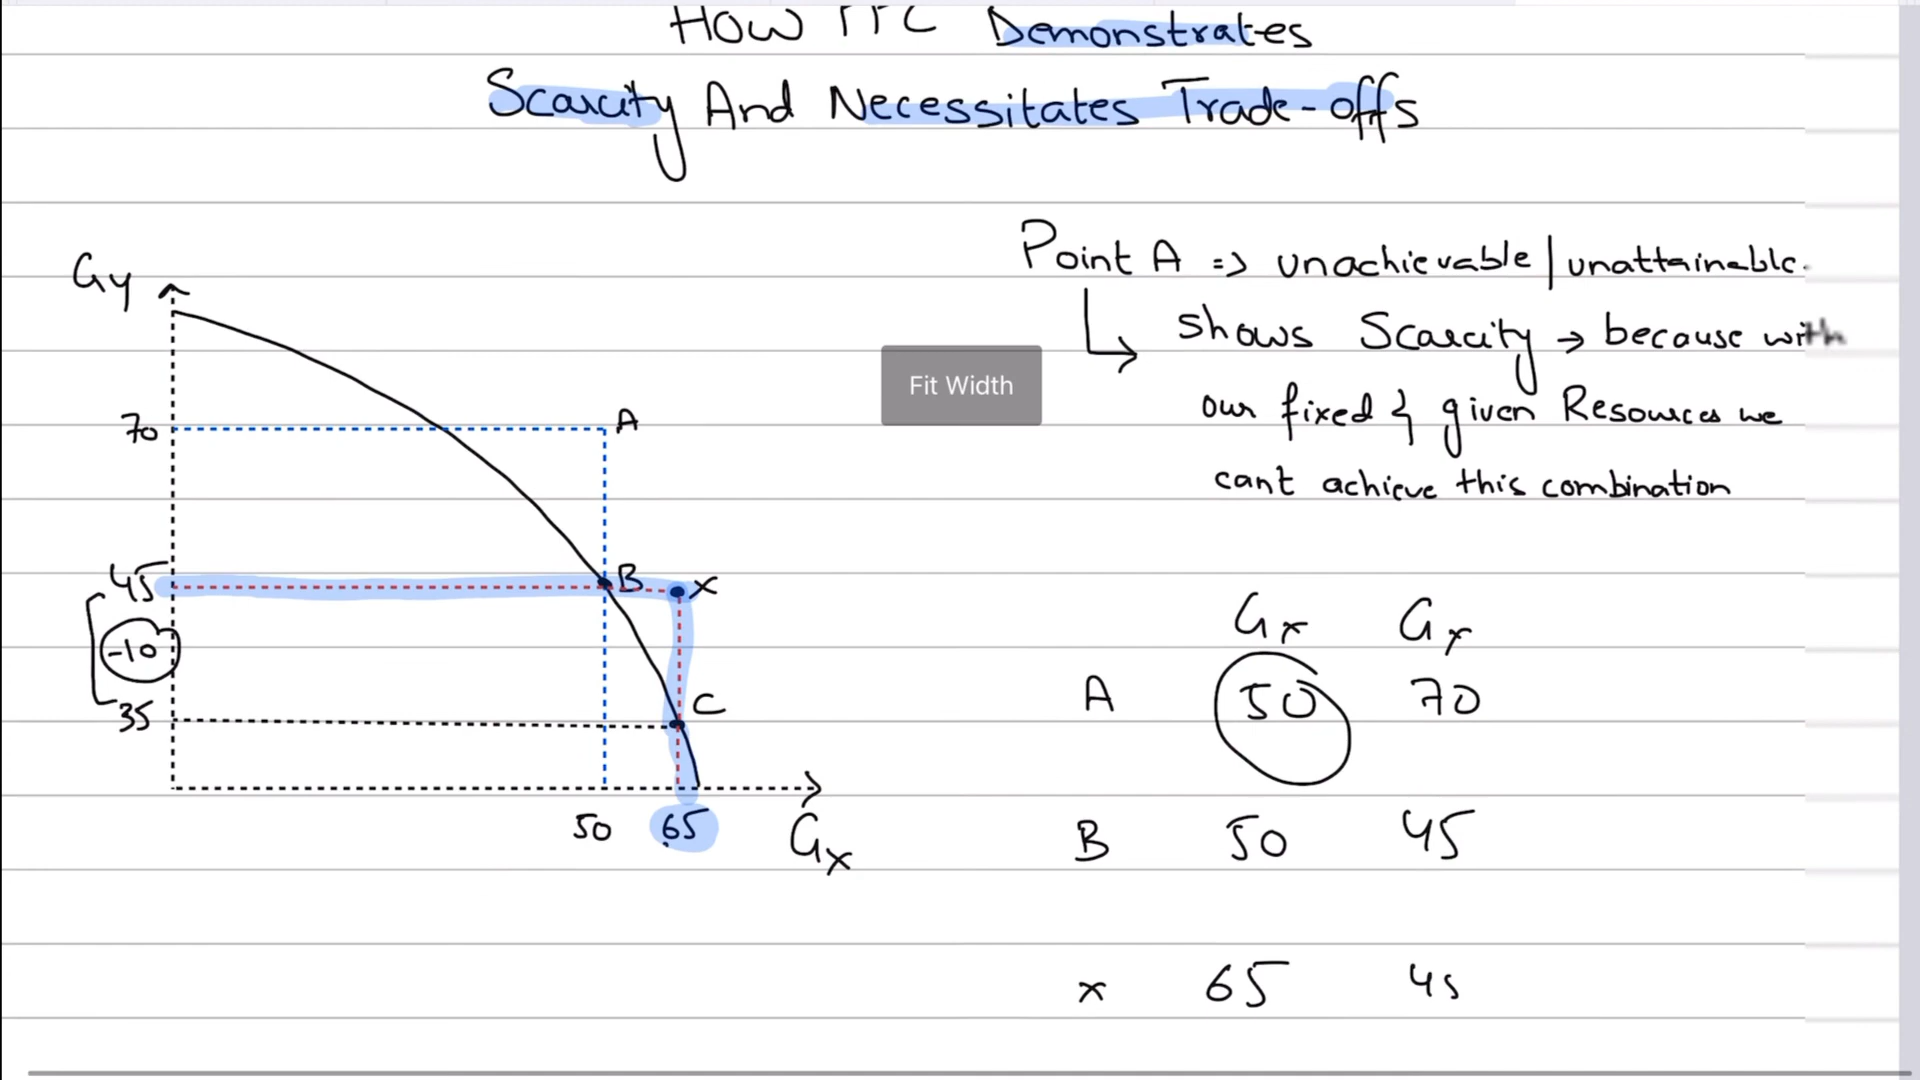 How PPC Demonstrates
Scarcity And Necessitates Trade-offs
Point A => unachievable | unattainable.
Shows Scarcity → because with
our fixed & given Resources we
can't achieve this combination
Fit Width
Gy
70
A
45
B
x
-10
35
C
50
65
Gx
Gx Gy
A 50 70
B 50 45
x 65 45